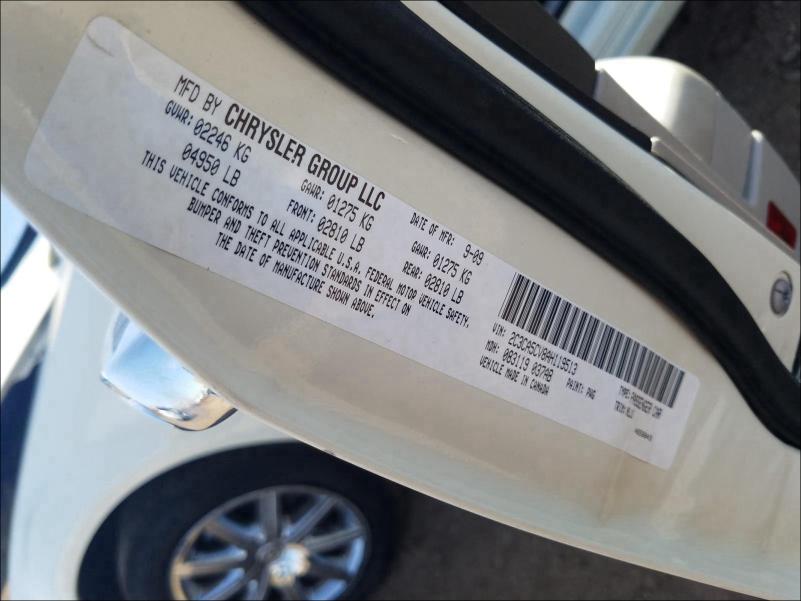 MFD BY CHRYSLER GROUP LLC
DATE OF MFR: 9-09
GVWR: 02246 KG
04950 LB
GAWR: 01275 KG
FRONT: 02810 LB
GAWR: 01275 KG
REAR: 02810 LB
THIS VEHICLE CONFORMS TO ALL APPLICABLE U.S.A. FEDERAL MOTOR VEHICLE SAFETY,
BUMPER AND THEFT PREVENTION STANDARDS IN EFFECT ON
THE DATE OF MANUFACTURE SHOWN ABOVE.
VIN: 2C3CA5CV8AH119513
TYPE: PASSENGER CAR
MDH: 083119 037AB
PAINT: PWG
TRIM:
VEHICLE MADE IN CANADA